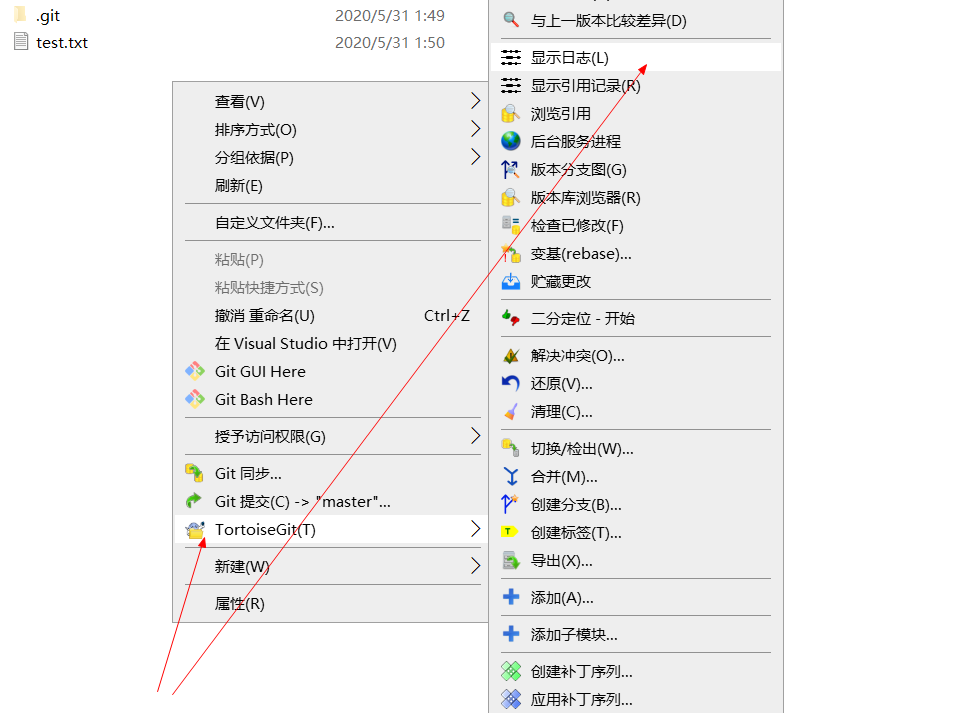 .git 2020/5/31 1:49
test.txt 2020/5/31 1:50
查看(V)
排序方式(O)
分组依据(P)
刷新(E)
自定义文件夹(F)...
粘贴(P)
粘贴快捷方式(S)
撤消 重命名(U) Ctrl+Z
在 Visual Studio 中打开(V)
Git GUI Here
Git Bash Here
授予访问权限(G)
Git 同步...
Git 提交(C) -> "master"...
TortoiseGit(T)
新建(W)
属性(R)
与上一版本比较差异(D)
显示日志(L)
显示引用记录(R)
浏览引用
后台服务进程
版本分支图(G)
版本库浏览器(R)
检查已修改(F)
变基(rebase)...
贮藏更改
二分定位 - 开始
解决冲突(O)...
还原(V)...
清理(C)...
切换/检出(W)...
合并(M)...
创建分支(B)...
创建标签(T)...
导出(X)...
添加(A)...
添加子模块...
创建补丁序列...
应用补丁序列...